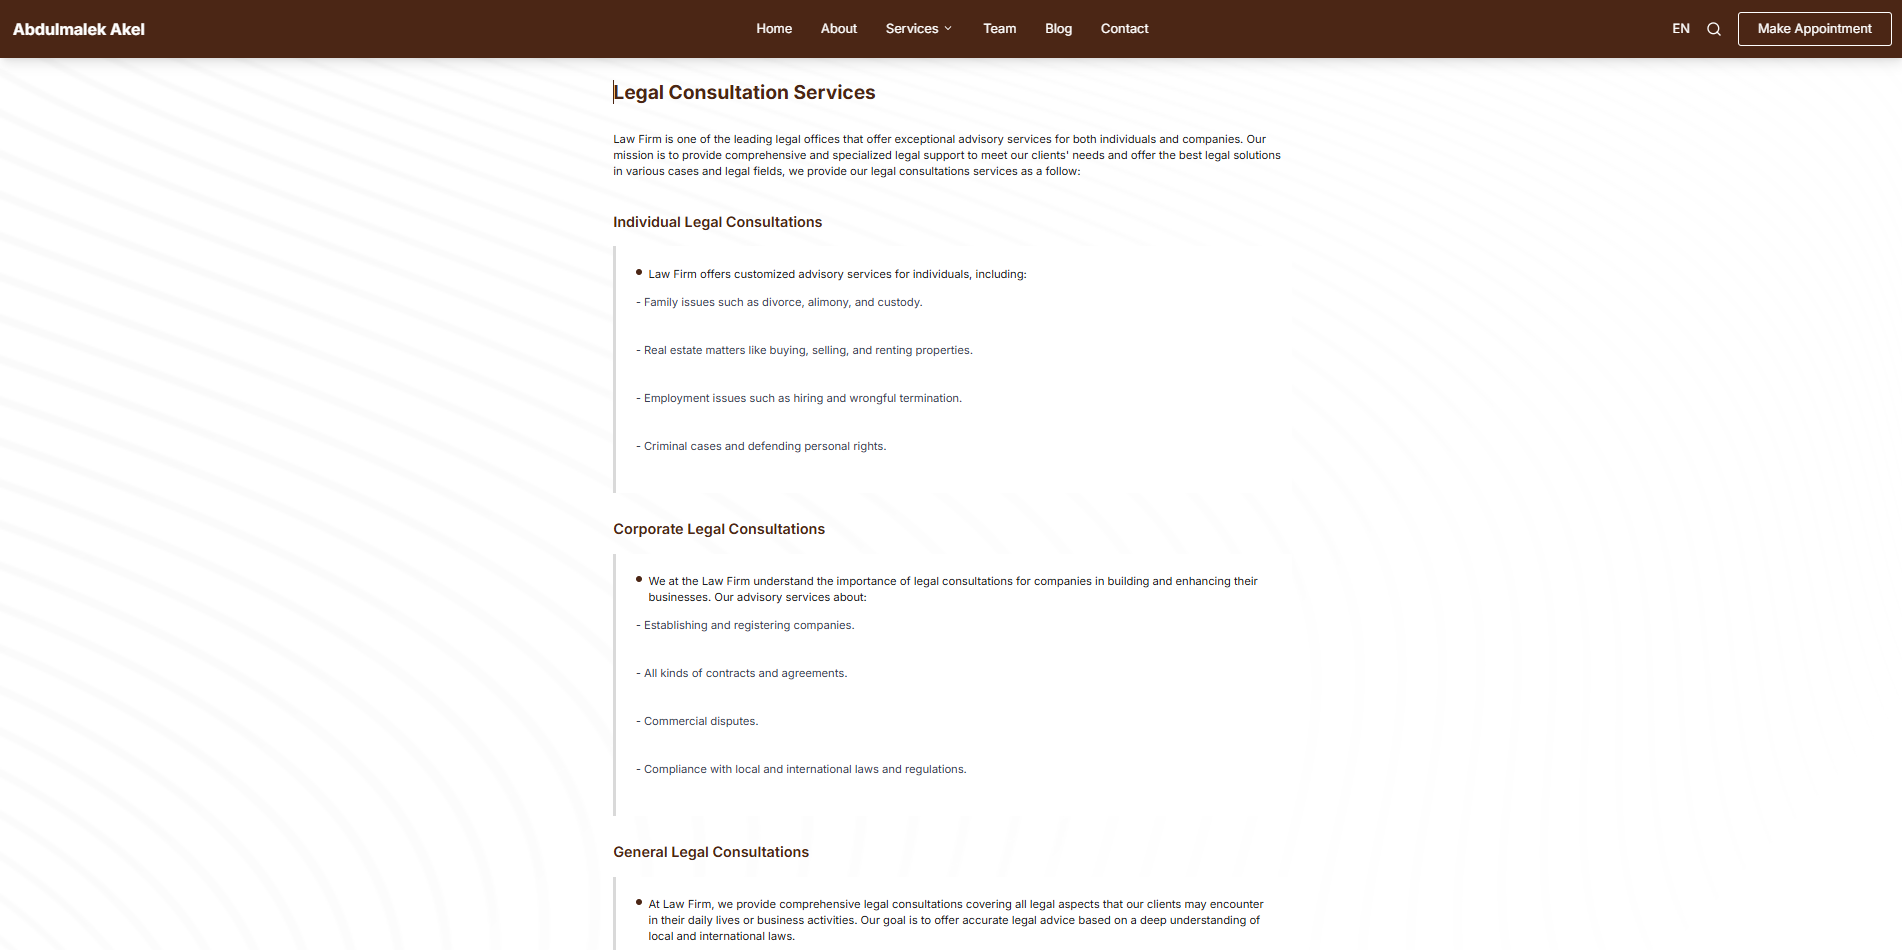 Abdulmalek Akel
Home About Services Team Blog Contact
EN Make Appointment
Legal Consultation Services
Law Firm is one of the leading legal offices that offer exceptional advisory services for both individuals and companies. Our
mission is to provide comprehensive and specialized legal support to meet our clients' needs and offer the best legal solutions
in various cases and legal fields, we provide our legal consultations services as a follow:
Individual Legal Consultations
• Law Firm offers customized advisory services for individuals, including:
- Family issues such as divorce, alimony, and custody.
- Real estate matters like buying, selling, and renting properties.
- Employment issues such as hiring and wrongful termination.
- Criminal cases and defending personal rights.
Corporate Legal Consultations
• We at the Law Firm understand the importance of legal consultations for companies in building and enhancing their
businesses. Our advisory services about:
- Establishing and registering companies.
- All kinds of contracts and agreements.
- Commercial disputes.
- Compliance with local and international laws and regulations.
General Legal Consultations
• At Law Firm, we provide comprehensive legal consultations covering all legal aspects that our clients may encounter
in their daily lives or business activities. Our goal is to offer accurate legal advice based on a deep understanding of
local and international laws.